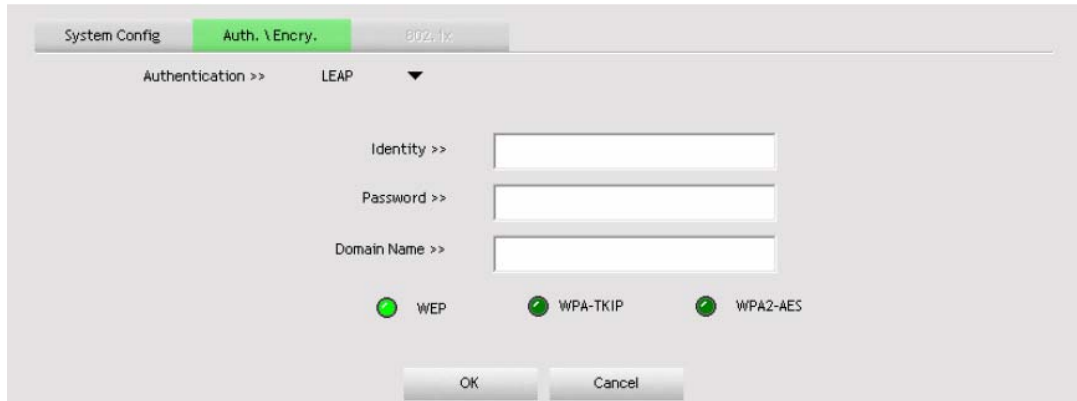 System Config Auth. \ Encry. 802.1x
Authentication >> LEAP
Identity >>
Password >>
Domain Name >>
WEP WPA-TKIP WPA2-AES
OK Cancel